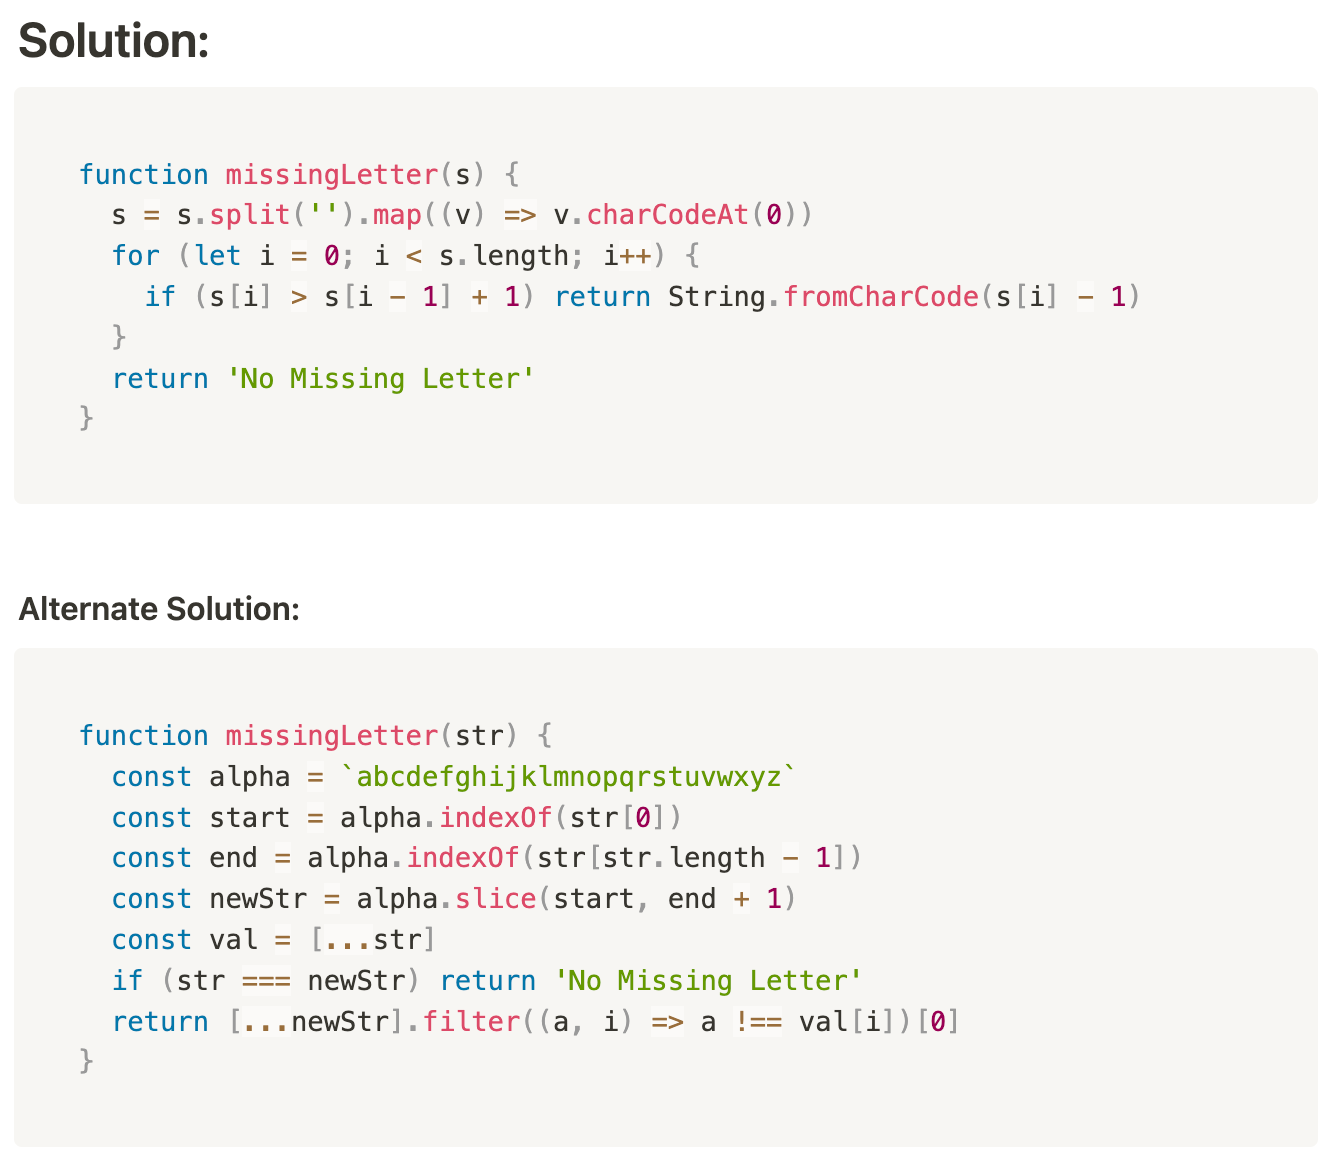 Solution:
function missingLetter(s) {
  s = s.split('').map((v) => v.charCodeAt(0))
  for (let i = 0; i < s.length; i++) {
    if (s[i] > s[i - 1] + 1) return String.fromCharCode(s[i] - 1)
  }
  return 'No Missing Letter'
}
Alternate Solution:
function missingLetter(str) {
  const alpha = `abcdefghijklmnopqrstuvwxyz`
  const start = alpha.indexOf(str[0])
  const end = alpha.indexOf(str[str.length - 1])
  const newStr = alpha.slice(start, end + 1)
  const val = [...str]
  if (str === newStr) return 'No Missing Letter'
  return [...newStr].filter((a, i) => a !== val[i])[0]
}